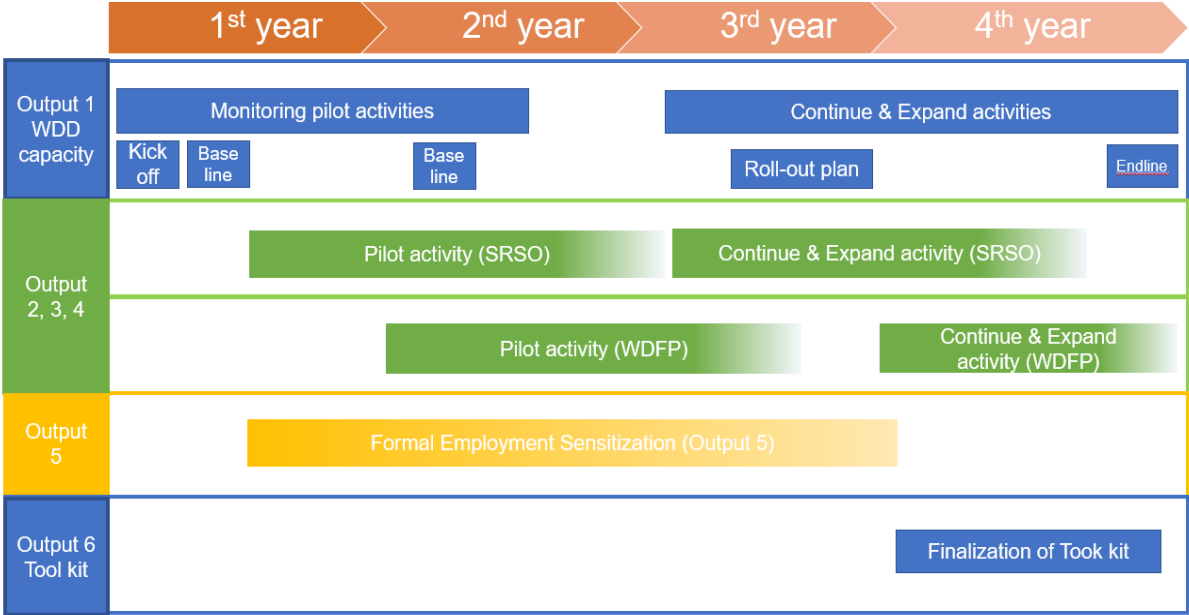 1st year
2nd year
3rd year
4th year
Output 1
WDD
capacity
Monitoring pilot activities
Continue & Expand activities
Kick
off
Base
line
Base
line
Roll-out plan
Endline
Output
2, 3, 4
Pilot activity (SRSO)
Continue & Expand activity (SRSO)
Pilot activity (WDFP)
Continue & Expand
activity (WDFP)
Output
5
Formal Employment Sensitization (Output 5)
Output 6
Tool kit
Finalization of Took kit